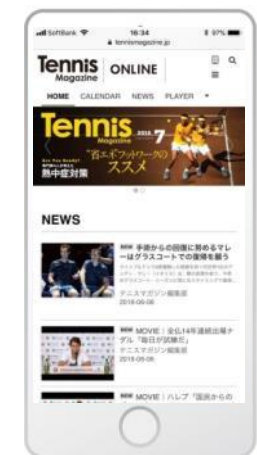 SoftBank 16:34 97%
tennismagazine.jp
Tennis
Magazine
ONLINE
HOME CALENDAR NEWS PLAYER
Tennis
Magazine
7
"省エネフットワークの
ススメ
Are You Ready?
熱中症対策
NEWS
NEW 手術からの回復に努めるマレ
ーはグラスコートでの復帰を願う
テニスマガジン編集部
2018-06-06
NEW MOVIE|全仏14年連続出場ナ
ダル「毎日が試練だ」
テニスマガジン編集部
2018-06-06
NEW MOVIE|ハレプ「国民からの